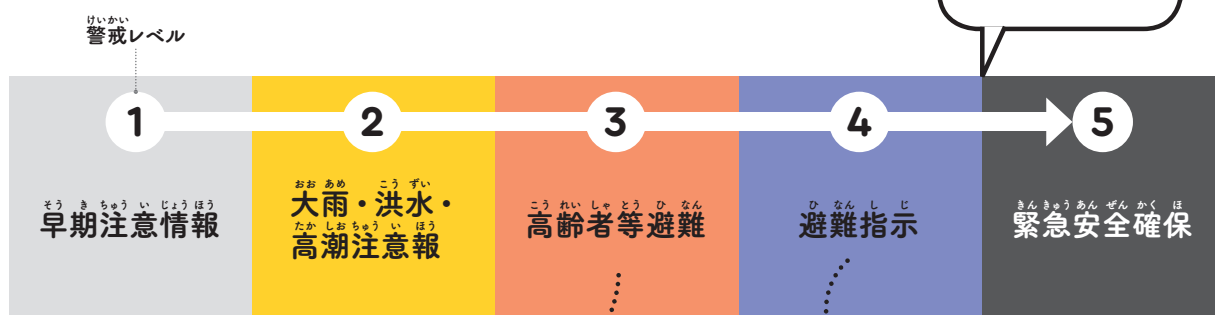 けいかい
警戒レベル
1
2
3
4
5
そうきちゅういじょうほう
早期注意情報
おおあめ こうずい
大雨・洪水・
たかしおちゅういほう
高潮注意報
こうれいしゃとうひなん
高齢者等避難
ひなんしじ
避難指示
きんきゅうあんぜんかくほ
緊急安全確保